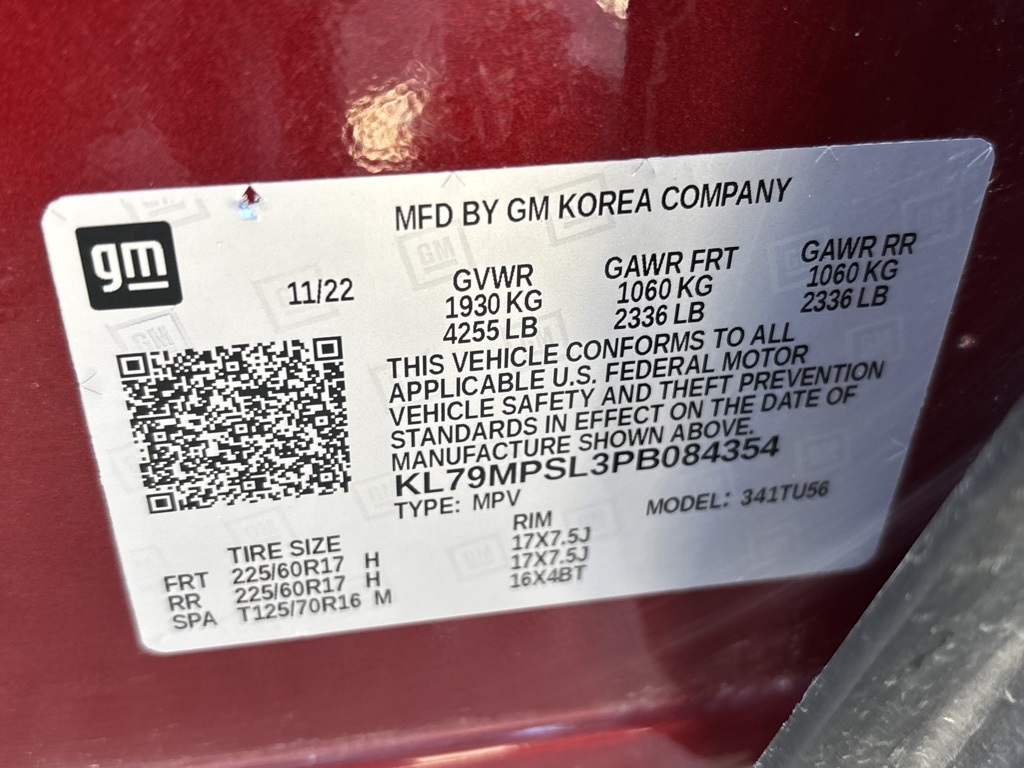 gm
MFD BY GM KOREA COMPANY
11/22
GVWR
1930 KG
4255 LB
GAWR FRT
1060 KG
2336 LB
GAWR RR
1060 KG
2336 LB
THIS VEHICLE CONFORMS TO ALL
APPLICABLE U.S. FEDERAL MOTOR
VEHICLE SAFETY AND THEFT PREVENTION
STANDARDS IN EFFECT ON THE DATE OF
MANUFACTURE SHOWN ABOVE.
KL79MPSL3PB084354
TYPE: MPV MODEL: 341TU56
TIRE SIZE RIM
FRT 225/60R17 H 17X7.5J
RR 225/60R17 H 17X7.5J
SPA T125/70R16 M 16X4BT